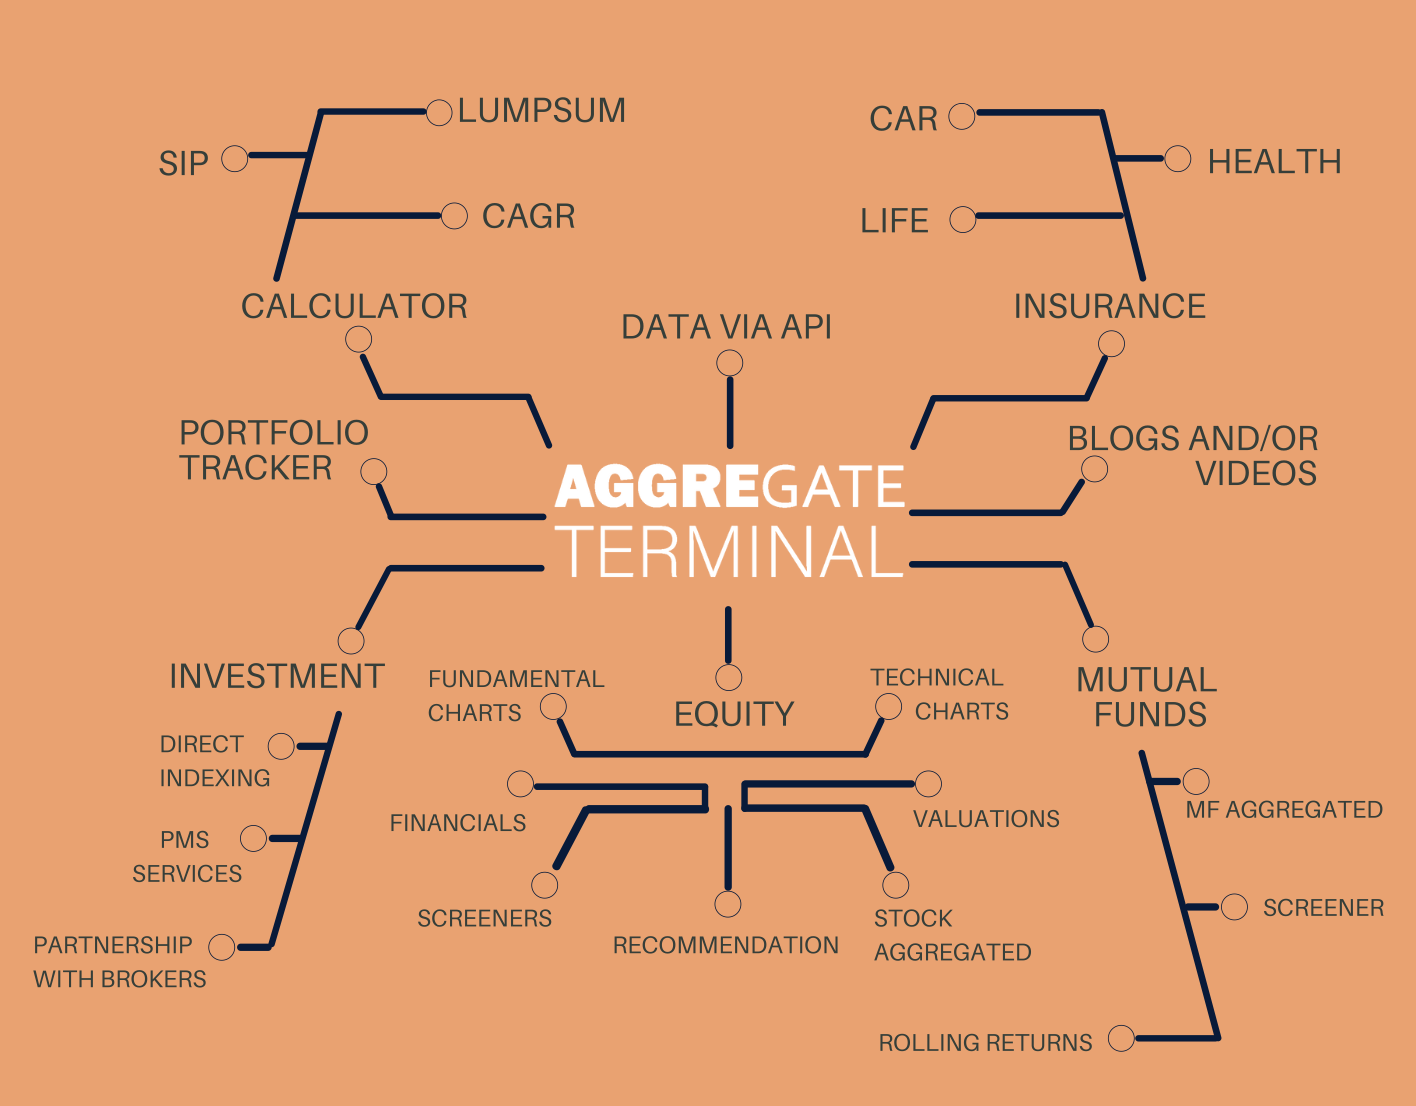 LUMPSUM
SIP
CAGR
CALCULATOR
CAR
HEALTH
LIFE
INSURANCE
DATA VIA API
PORTFOLIO
TRACKER
BLOGS AND/OR
VIDEOS
AGGREGATE
TERMINAL
INVESTMENT
DIRECT
INDEXING
PMS
SERVICES
PARTNERSHIP
WITH BROKERS
EQUITY
FUNDAMENTAL
CHARTS
TECHNICAL
CHARTS
FINANCIALS
VALUATIONS
SCREENERS
RECOMMENDATION
STOCK
AGGREGATED
MUTUAL
FUNDS
MF AGGREGATED
SCREENER
ROLLING RETURNS